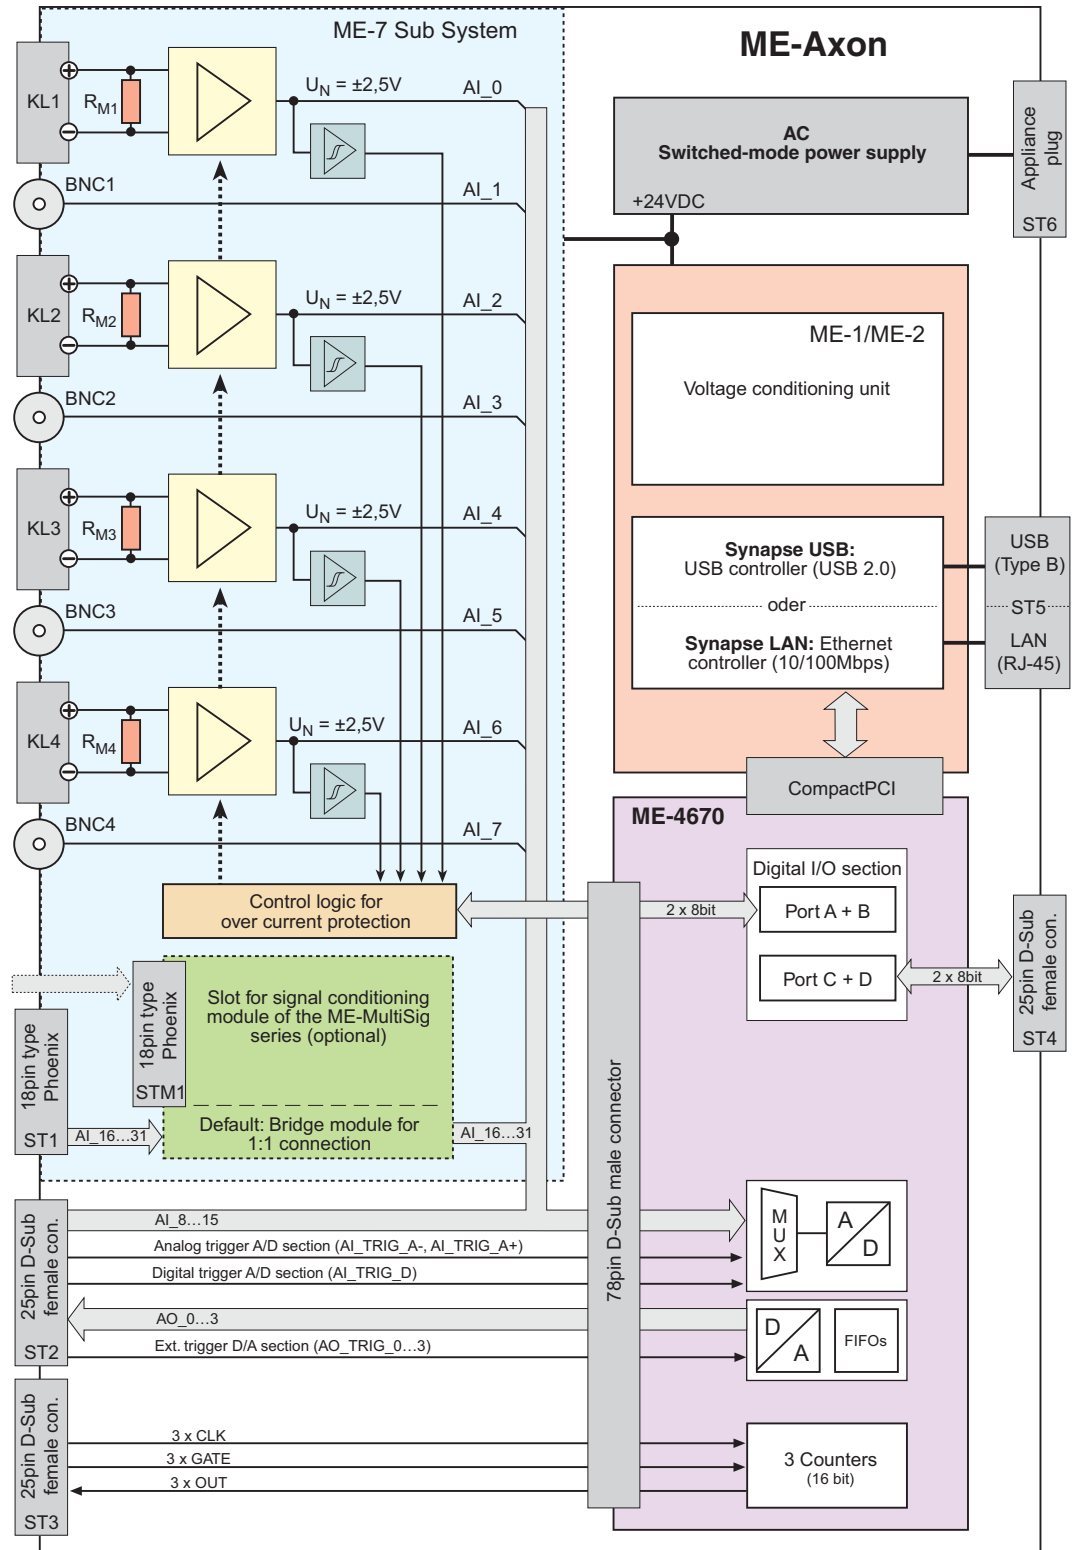 ME-7 Sub System
ME-Axon
KL1
RM1
UN = ±2,5V
AI_0
BNC1
AI_1
AC
Switched-mode power supply
+24VDC
Appliance
plug
ST6
KL2
RM2
UN = ±2,5V
AI_2
BNC2
AI_3
ME-1/ME-2
Voltage conditioning unit
KL3
RM3
UN = ±2,5V
AI_4
BNC3
AI_5
Synapse USB:
USB controller (USB 2.0)
oder
Synapse LAN: Ethernet
controller (10/100Mbps)
USB
(Type B)
ST5
LAN
(RJ-45)
KL4
RM4
UN = ±2,5V
AI_6
BNC4
AI_7
CompactPCI
ME-4670
Control logic for
over current protection
2 x 8bit
Digital I/O section
Port A + B
Port C + D
2 x 8bit
25pin D-Sub
female con.
ST4
18pin type
Phoenix
STM1
Slot for signal conditioning
module of the ME-MultiSig
series (optional)
Default: Bridge module for
1:1 connection
18pin type
Phoenix
ST1
AI_16...31
AI_16...31
78pin D-Sub male connector
25pin D-Sub
female con.
ST2
AI_8...15
Analog trigger A/D section (AI_TRIG_A-, AI_TRIG_A+)
Digital trigger A/D section (AI_TRIG_D)
AO_0...3
Ext. trigger D/A section (AO_TRIG_0...3)
MUX
A
D
D
A
FIFOs
25pin D-Sub
female con.
ST3
3 x CLK
3 x GATE
3 x OUT
3 Counters
(16 bit)